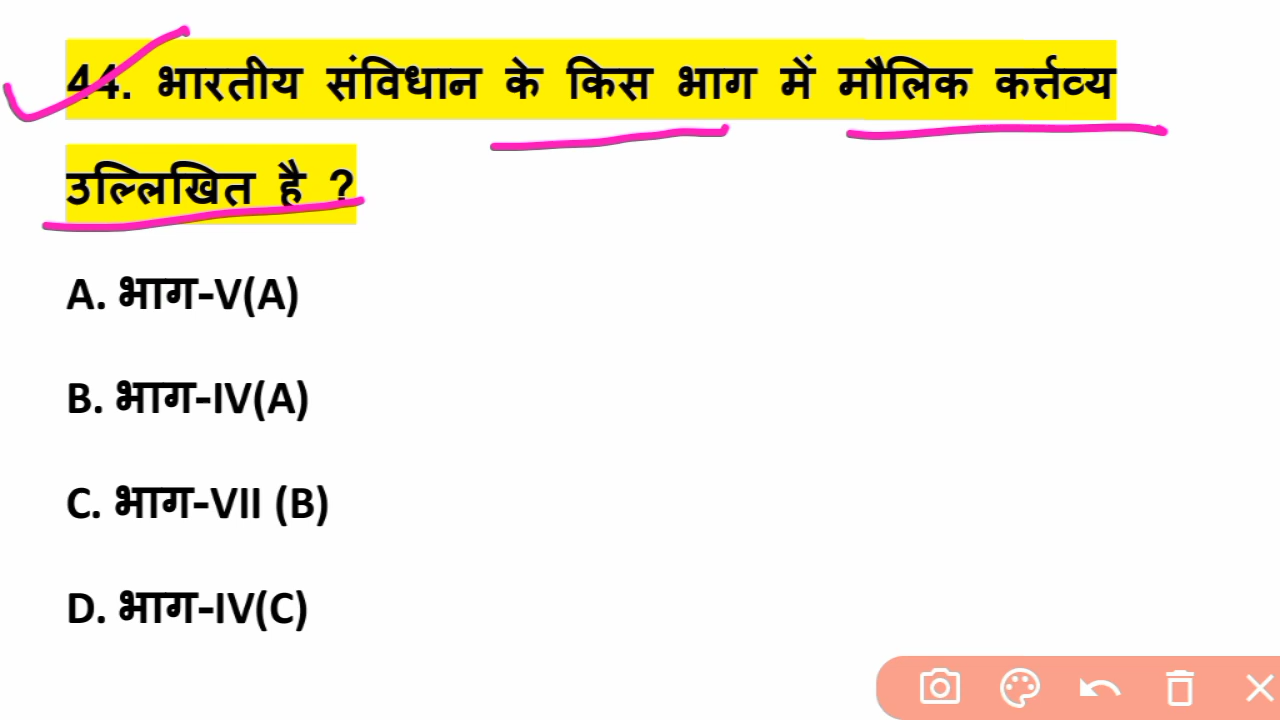 44. भारतीय संविधान के किस भाग में मौलिक कर्त्तव्य
उल्लिखित है ?
A. भाग-V(A)
B. भाग-IV(A)
C. भाग-VII (B)
D. भाग-IV(C)